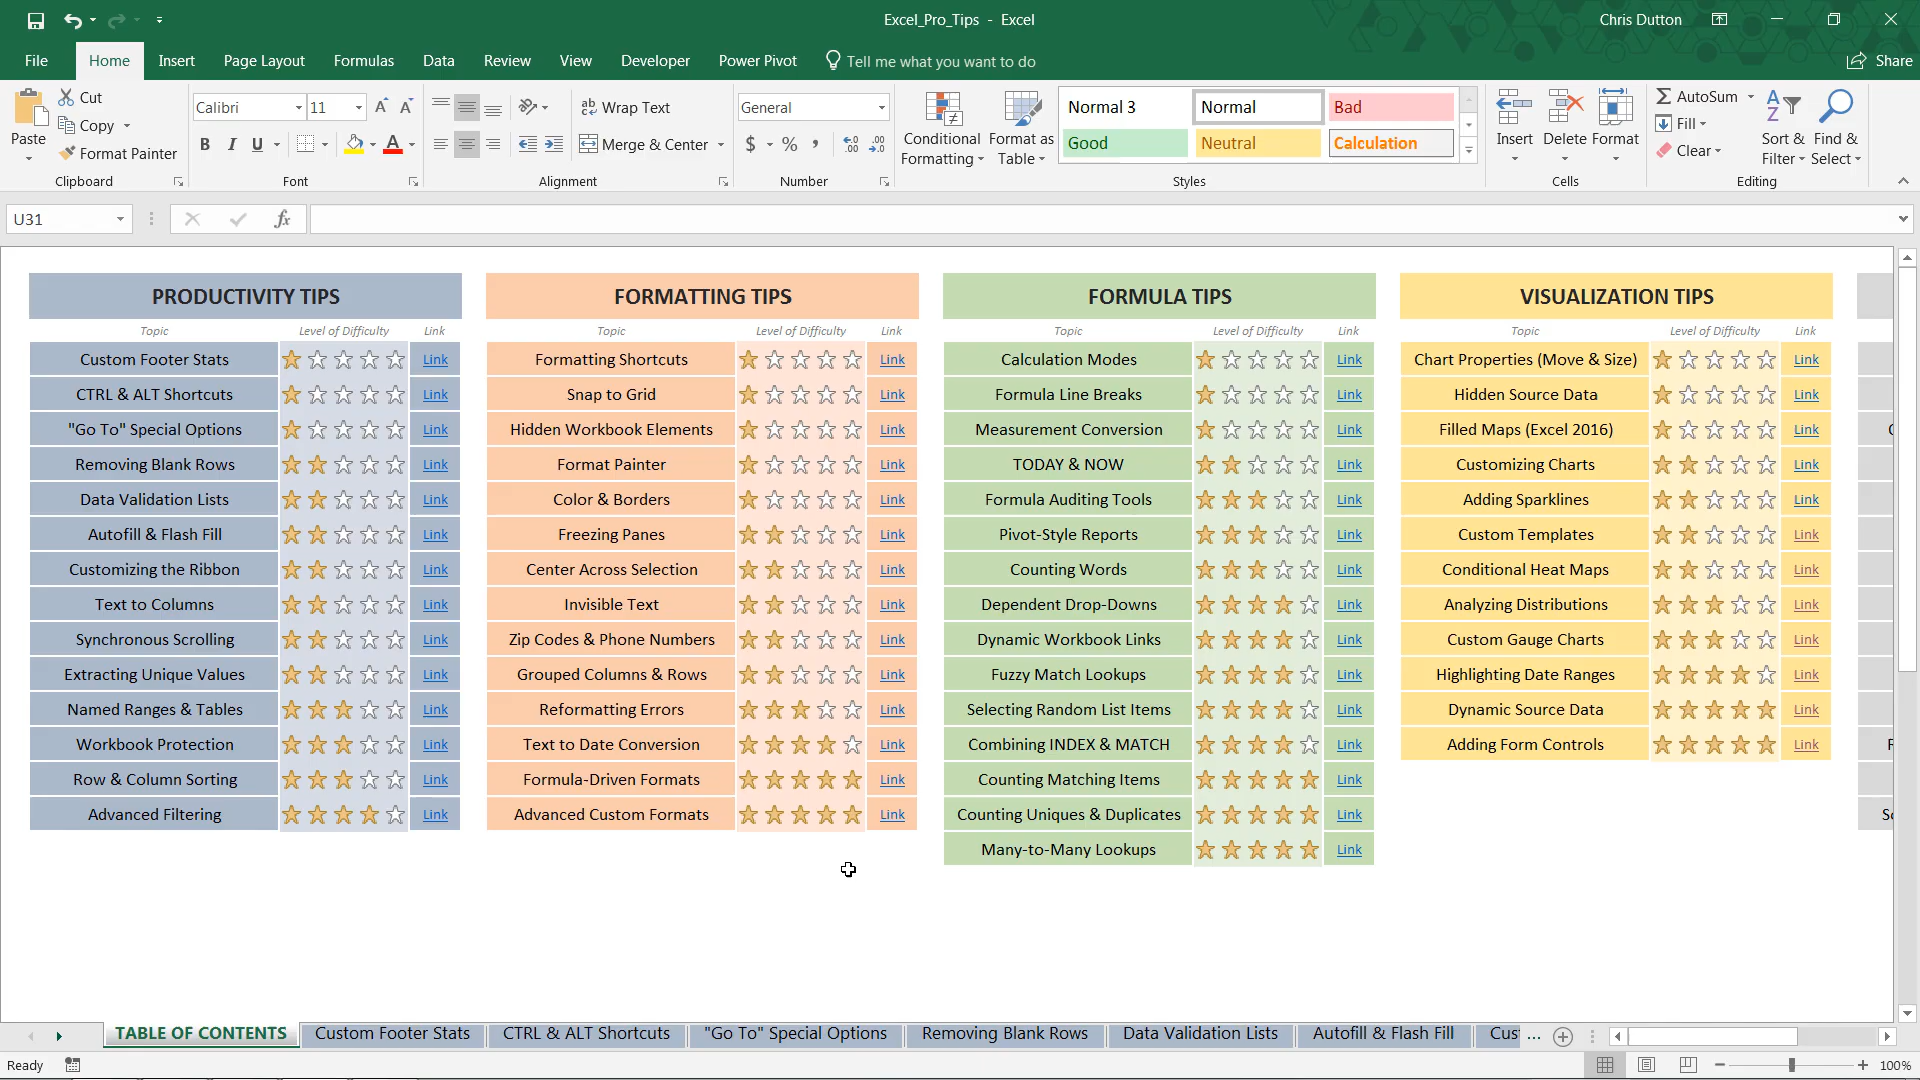 Excel_Pro_Tips - Excel
Chris Dutton
File Home Insert Page Layout Formulas Data Review View Developer Power Pivot Tell me what you want to do Share
Paste
Cut
Copy
Format Painter
Clipboard
Calibri 11
B I U
Font
Wrap Text
Merge & Center
Alignment
General
$ % ,
Number
Conditional Formatting
Format as Table
Normal 3 Normal Bad
Good Neutral Calculation
Styles
Insert Delete Format
Cells
AutoSum
Fill
Clear
Sort & Filter
Find & Select
Editing
U31
fx
PRODUCTIVITY TIPS
Topic Level of Difficulty Link
Custom Footer Stats Link
CTRL & ALT Shortcuts Link
"Go To" Special Options Link
Removing Blank Rows Link
Data Validation Lists Link
Autofill & Flash Fill Link
Customizing the Ribbon Link
Text to Columns Link
Synchronous Scrolling Link
Extracting Unique Values Link
Named Ranges & Tables Link
Workbook Protection Link
Row & Column Sorting Link
Advanced Filtering Link
FORMATTING TIPS
Topic Level of Difficulty Link
Formatting Shortcuts Link
Snap to Grid Link
Hidden Workbook Elements Link
Format Painter Link
Color & Borders Link
Freezing Panes Link
Center Across Selection Link
Invisible Text Link
Zip Codes & Phone Numbers Link
Grouped Columns & Rows Link
Reformatting Errors Link
Text to Date Conversion Link
Formula-Driven Formats Link
Advanced Custom Formats Link
FORMULA TIPS
Topic Level of Difficulty Link
Calculation Modes Link
Formula Line Breaks Link
Measurement Conversion Link
TODAY & NOW Link
Formula Auditing Tools Link
Pivot-Style Reports Link
Counting Words Link
Dependent Drop-Downs Link
Dynamic Workbook Links Link
Fuzzy Match Lookups Link
Selecting Random List Items Link
Combining INDEX & MATCH Link
Counting Matching Items Link
Counting Uniques & Duplicates Link
Many-to-Many Lookups Link
VISUALIZATION TIPS
Topic Level of Difficulty Link
Chart Properties (Move & Size) Link
Hidden Source Data Link
Filled Maps (Excel 2016) Link
Customizing Charts Link
Adding Sparklines Link
Custom Templates Link
Conditional Heat Maps Link
Analyzing Distributions Link
Custom Gauge Charts Link
Highlighting Date Ranges Link
Dynamic Source Data Link
Adding Form Controls Link
TABLE OF CONTENTS Custom Footer Stats CTRL & ALT Shortcuts "Go To" Special Options Removing Blank Rows Data Validation Lists Autofill & Flash Fill Cus ...
Ready
100%